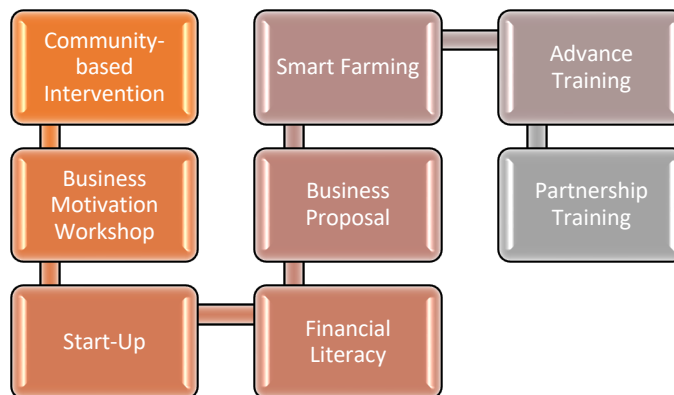 Community-
based
Intervention
Business
Motivation
Workshop
Start-Up
Financial
Literacy
Business
Proposal
Smart Farming
Advance
Training
Partnership
Training